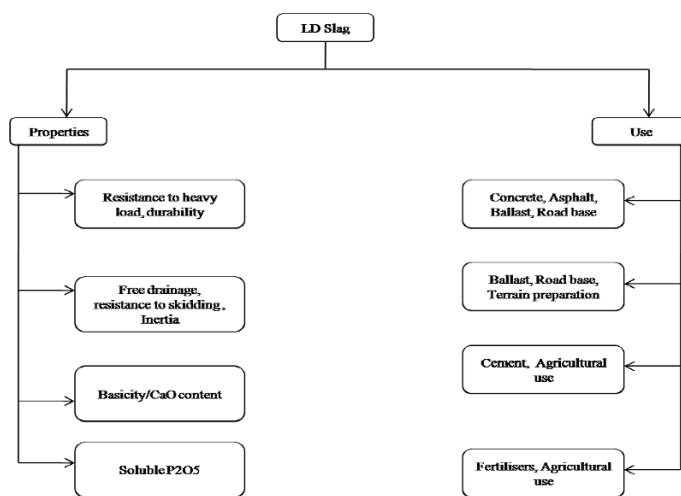 LD Slag
Properties
Use
Resistance to heavy
load, durability
Free drainage,
resistance to skidding,
Inertia
Basicity/CaO content
Soluble P2O5
Concrete, Asphalt,
Ballast, Road base
Ballast, Road base,
Terrain preparation
Cement, Agricultural
use
Fertilisers, Agricultural
use